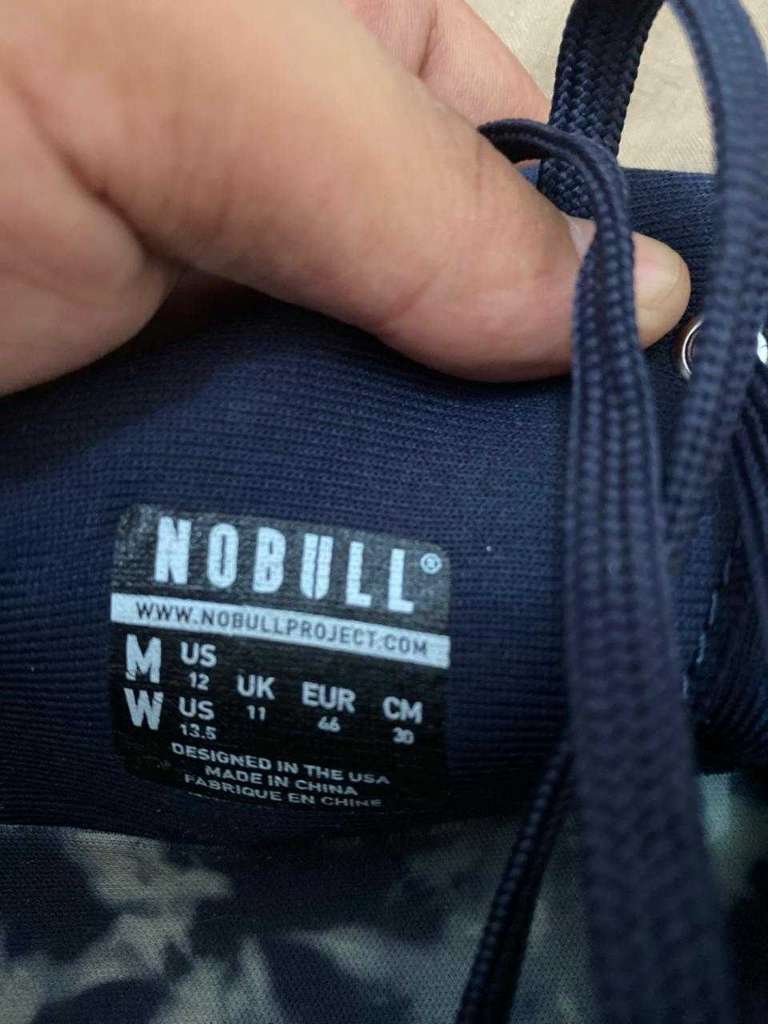 NOBULL®
WWW.NOBULLPROJECT.COM
M US 12
W US 13.5
UK 11
EUR 46
CM 30
DESIGNED IN THE USA
MADE IN CHINA
FABRIQUE EN CHINE